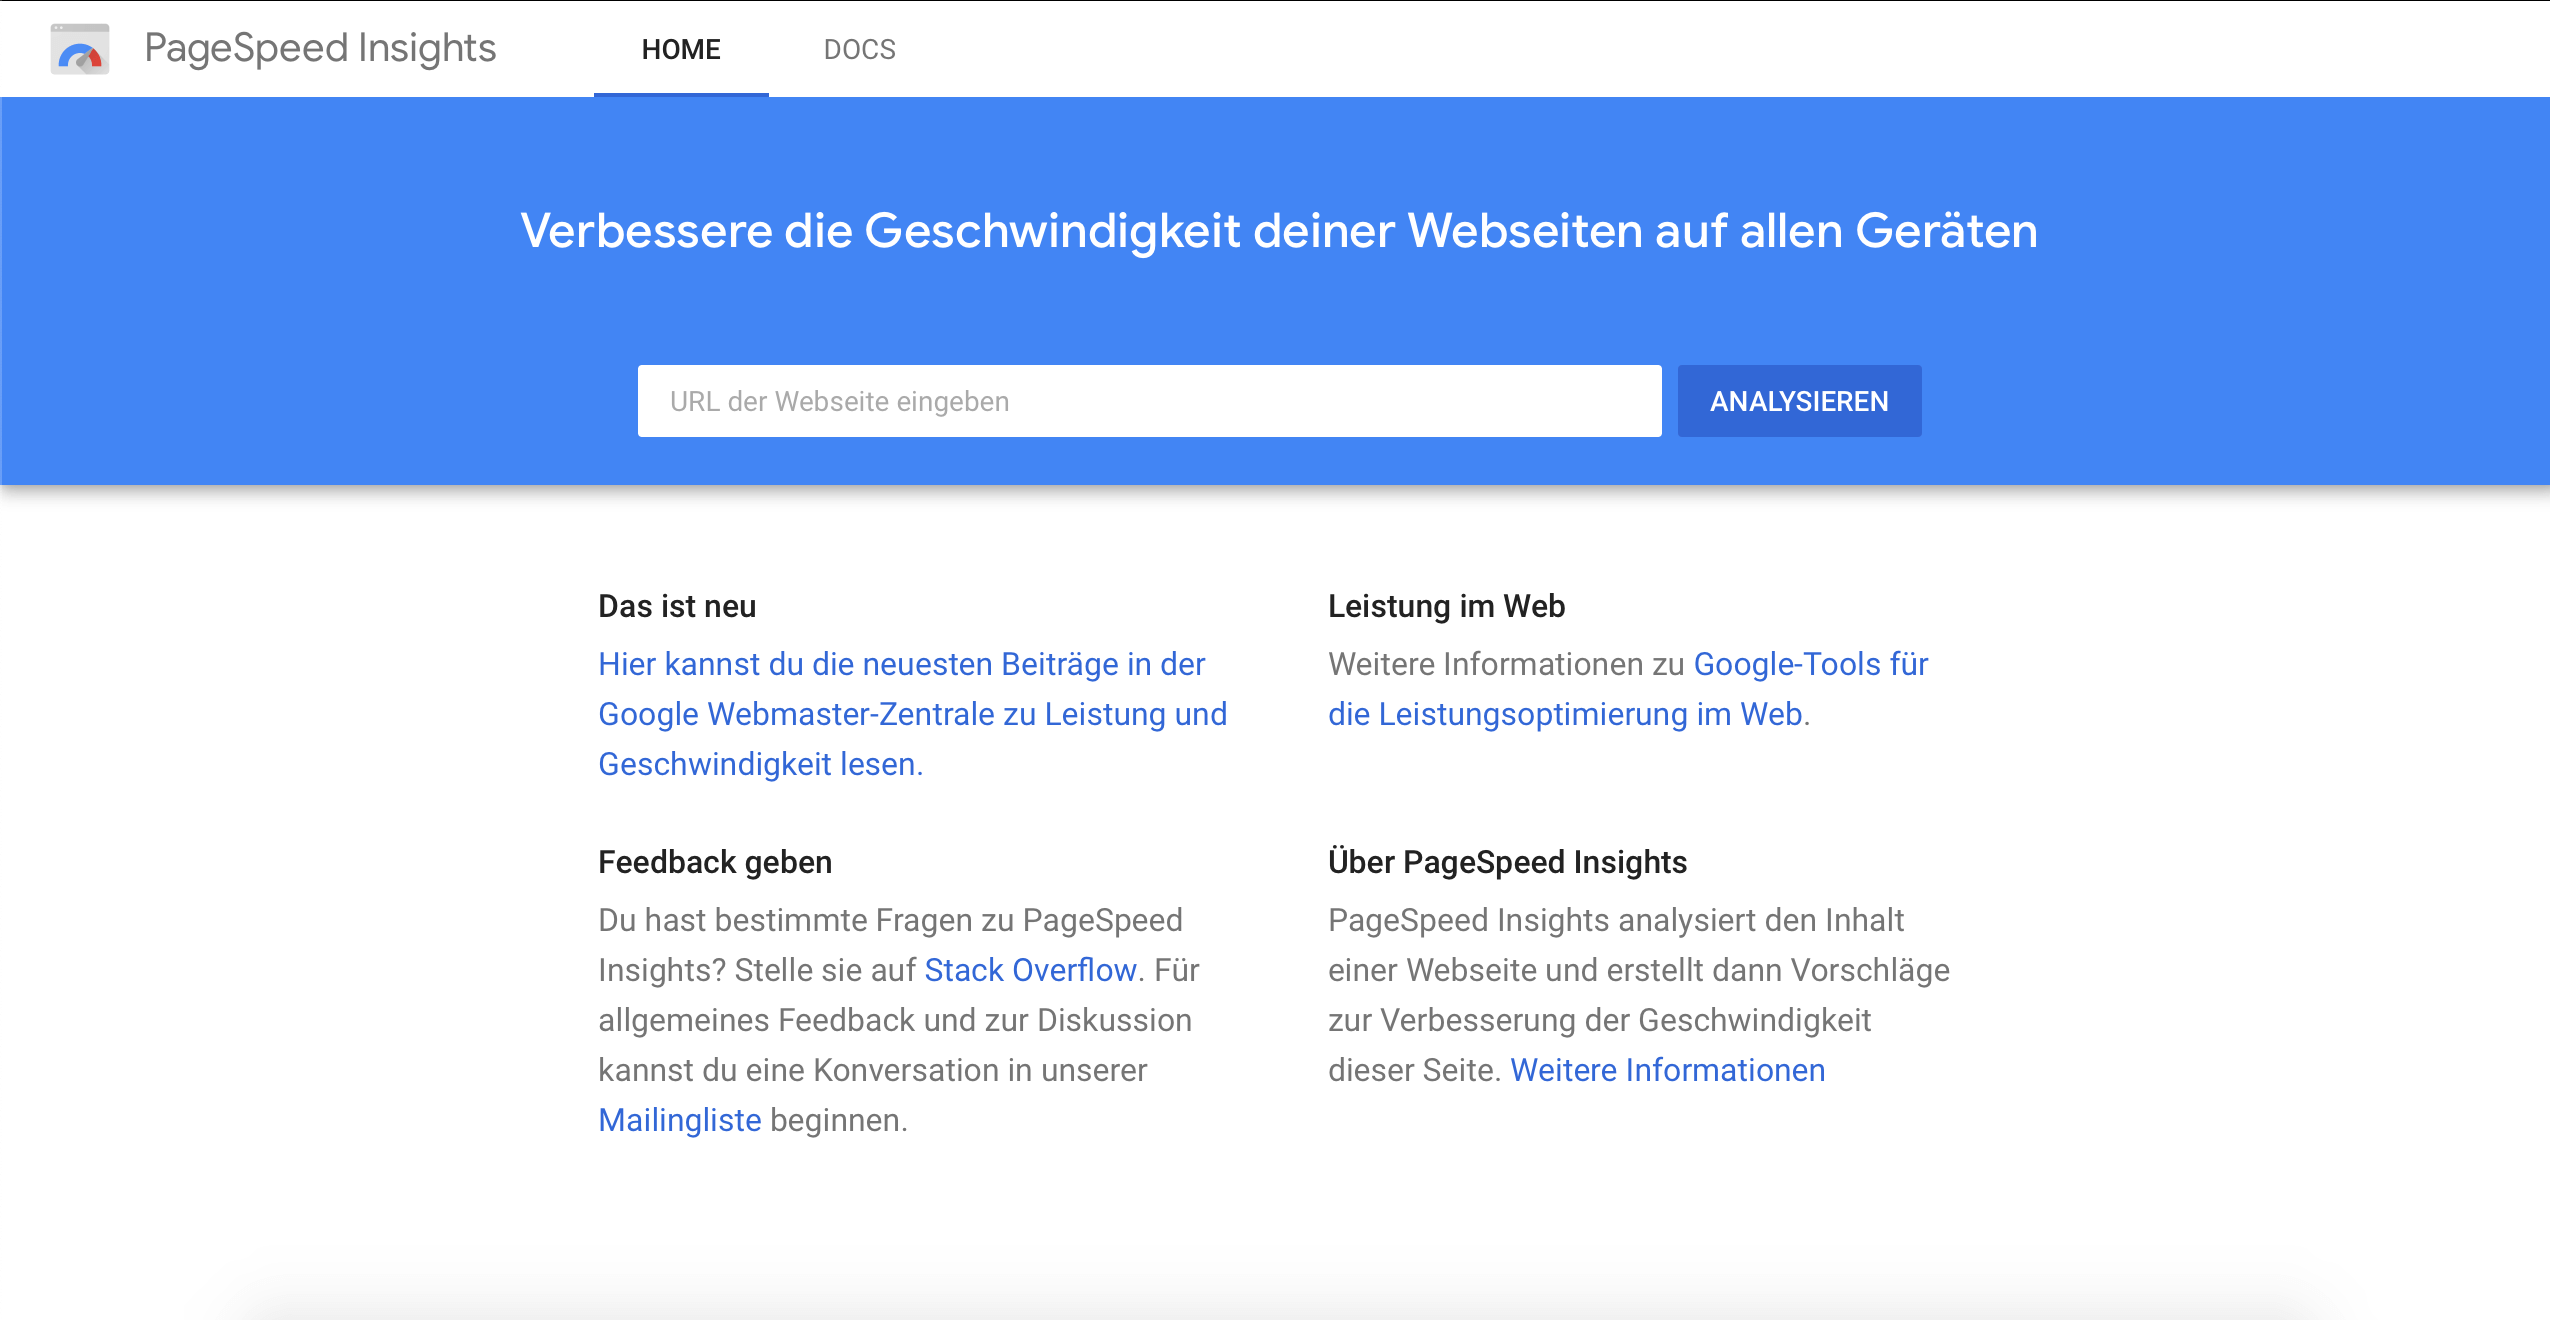 PageSpeed Insights
HOME
DOCS
Verbessere die Geschwindigkeit deiner Webseiten auf allen Geräten
URL der Webseite eingeben
ANALYSIEREN
Das ist neu
Hier kannst du die neuesten Beiträge in der
Google Webmaster-Zentrale zu Leistung und
Geschwindigkeit lesen.
Leistung im Web
Weitere Informationen zu Google-Tools für
die Leistungsoptimierung im Web.
Feedback geben
Du hast bestimmte Fragen zu PageSpeed
Insights? Stelle sie auf Stack Overflow. Für
allgemeines Feedback und zur Diskussion
kannst du eine Konversation in unserer
Mailingliste beginnen.
Über PageSpeed Insights
PageSpeed Insights analysiert den Inhalt
einer Webseite und erstellt dann Vorschläge
zur Verbesserung der Geschwindigkeit
dieser Seite. Weitere Informationen